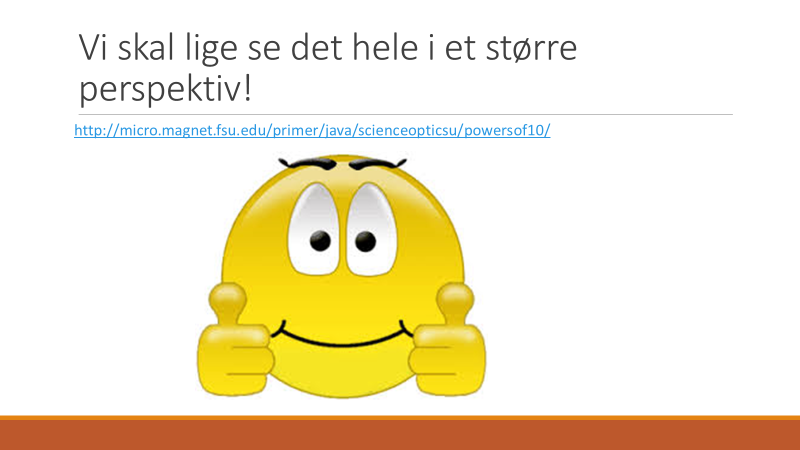 Vi skal lige se det hele i et større
perspektiv!
http://micro.magnet.fsu.edu/primer/java/scienceopticsu/powersof10/